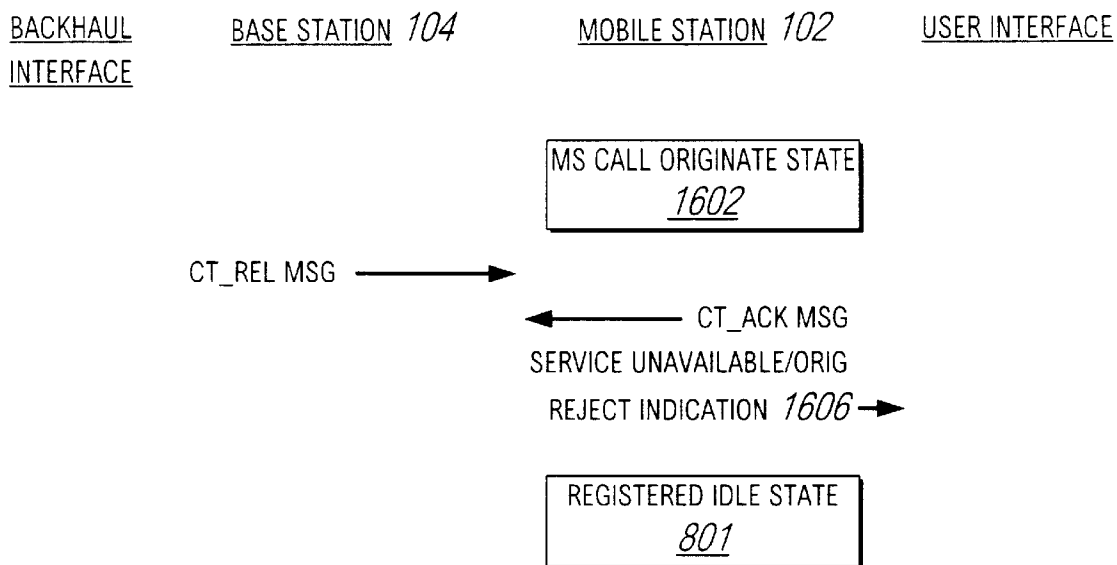 BACKHAUL INTERFACE
BASE STATION 104
MOBILE STATION 102
USER INTERFACE
MS CALL ORIGINATE STATE
1602
CT_REL MSG
CT_ACK MSG
SERVICE UNAVAILABLE/ORIG
REJECT INDICATION 1606
REGISTERED IDLE STATE
801